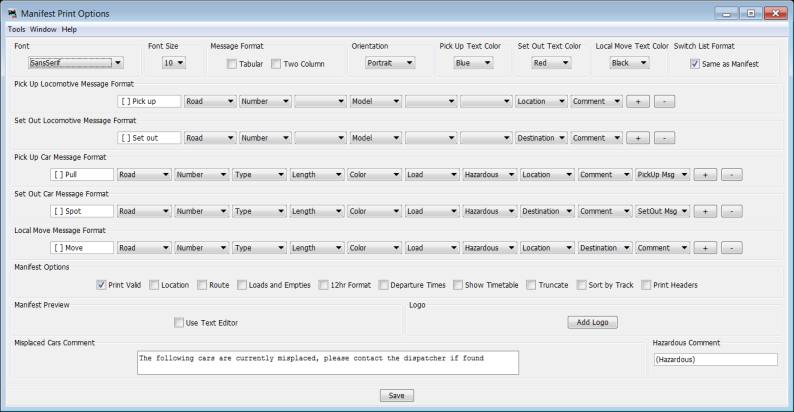 Manifest Print Options
Tools Window Help
Font Font Size Message Format Orientation Pick Up Text Color Set Out Text Color Local Move Text Color Switch List Format
SansSerif 10 Tabular Two Column Portrait Blue Red Black Same as Manifest
Pick Up Locomotive Message Format
[ ] Pick up Road Number Model Location Comment + -
Set Out Locomotive Message Format
[ ] Set out Road Number Model Destination Comment + -
Pick Up Car Message Format
[ ] Pull Road Number Type Length Color Load Hazardous Location Comment PickUp Msg + -
Set Out Car Message Format
[ ] Spot Road Number Type Length Color Load Hazardous Destination Comment SetOut Msg + -
Local Move Message Format
[ ] Move Road Number Type Length Color Load Hazardous Location Destination Comment + -
Manifest Options
Print Valid Location Route Loads and Empties 12hr Format Departure Times Show Timetable Truncate Sort by Track Print Headers
Manifest Preview Logo
Use Text Editor Add Logo
Misplaced Cars Comment Hazardous Comment
The following cars are currently misplaced, please contact the dispatcher if found (Hazardous)
Save